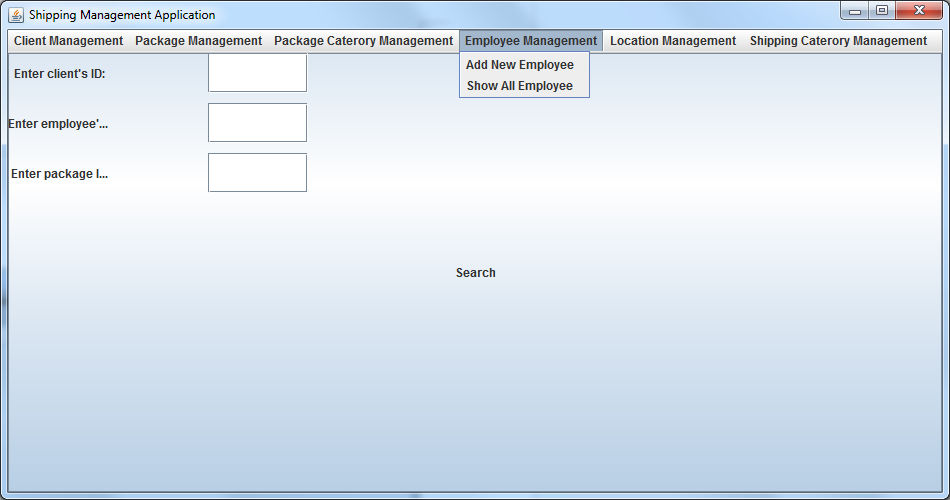 Shipping Management Application
Client Management Package Management Package Caterory Management Employee Management Location Management Shipping Caterory Management
Add New Employee
Show All Employee
Enter client's ID:
Enter employee'...
Enter package I...
Search